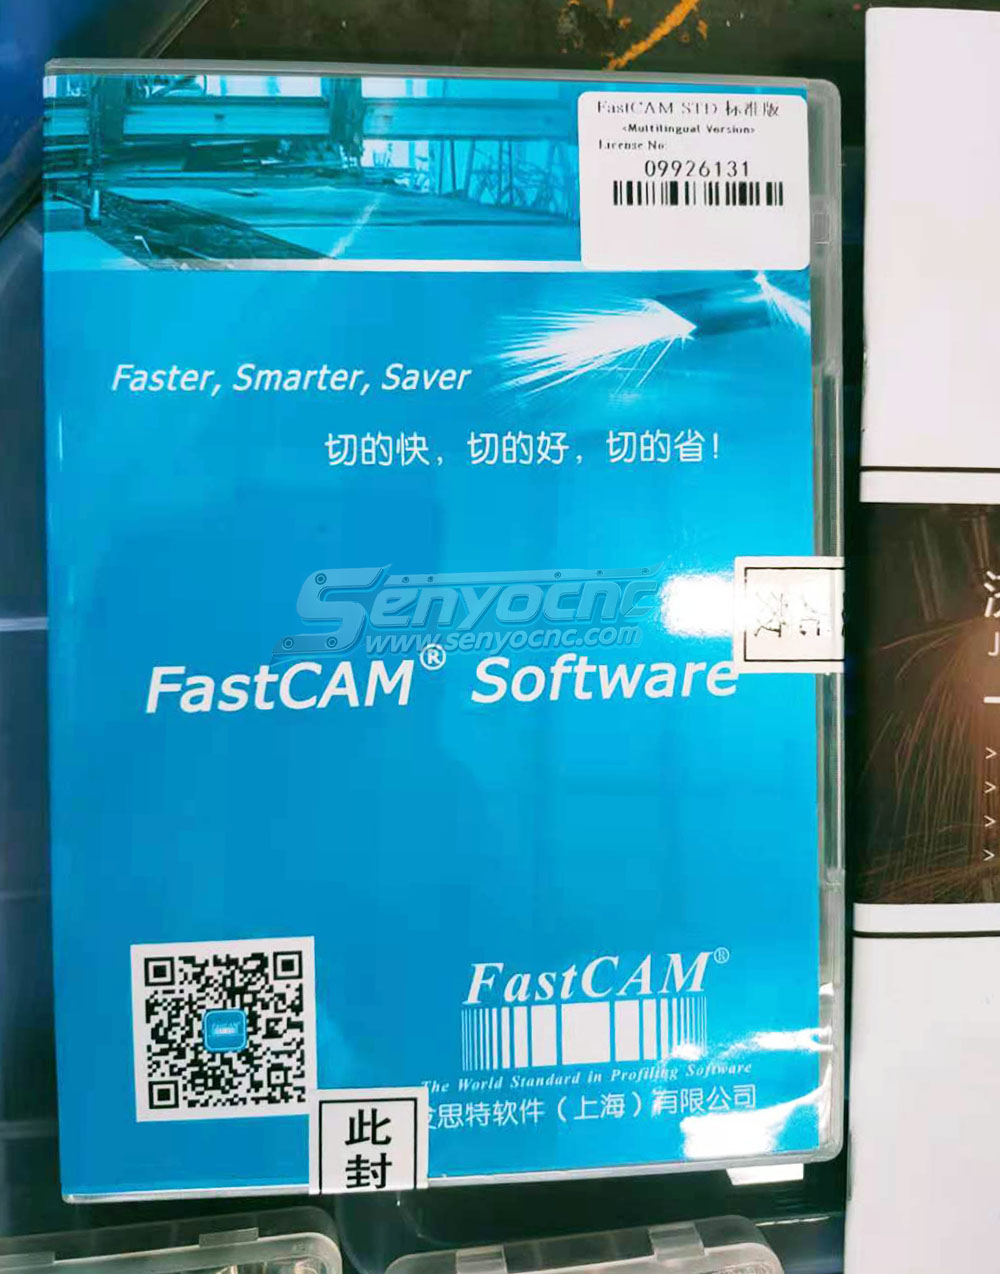 FastCAM STD 标准版
<Multilingual Version>
License No:
09926131
Faster, Smarter, Saver
切的快，切的好，切的省！
Senyocnc
www.senyocnc.com
FastCAM® Software
效
FastCAM®
The World Standard in Profiling Software
思特软件（上海）有限公司
此
封